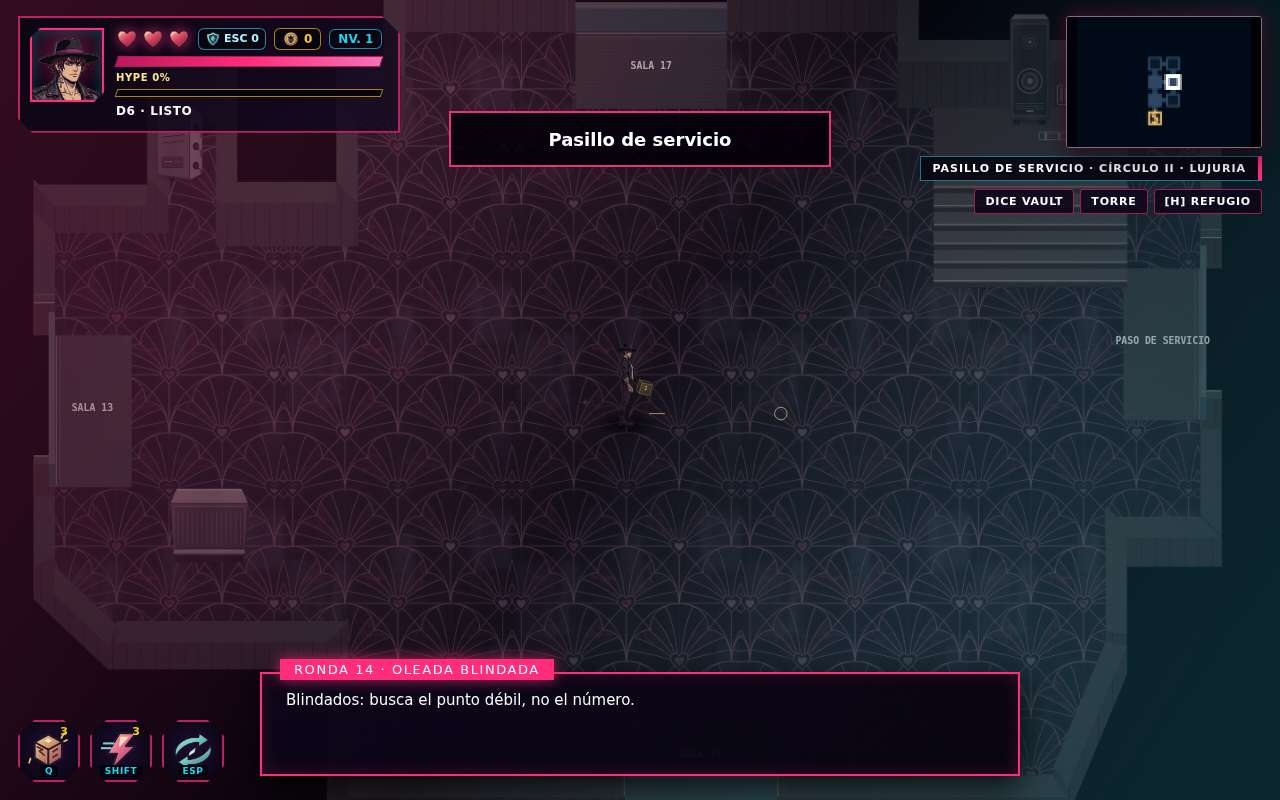 ESC 0
0
NV. 1
HYPE 0%
D6 · LISTO
SALA 17
Pasillo de servicio
PASILLO DE SERVICIO · CÍRCULO II · LUJURIA
DICE VAULT
TORRE
[H] REFUGIO
PASO DE SERVICIO
SALA 13
RONDA 14 · OLEADA BLINDADA
Blindados: busca el punto débil, no el número.
3
Q
3
SHIFT
ESP